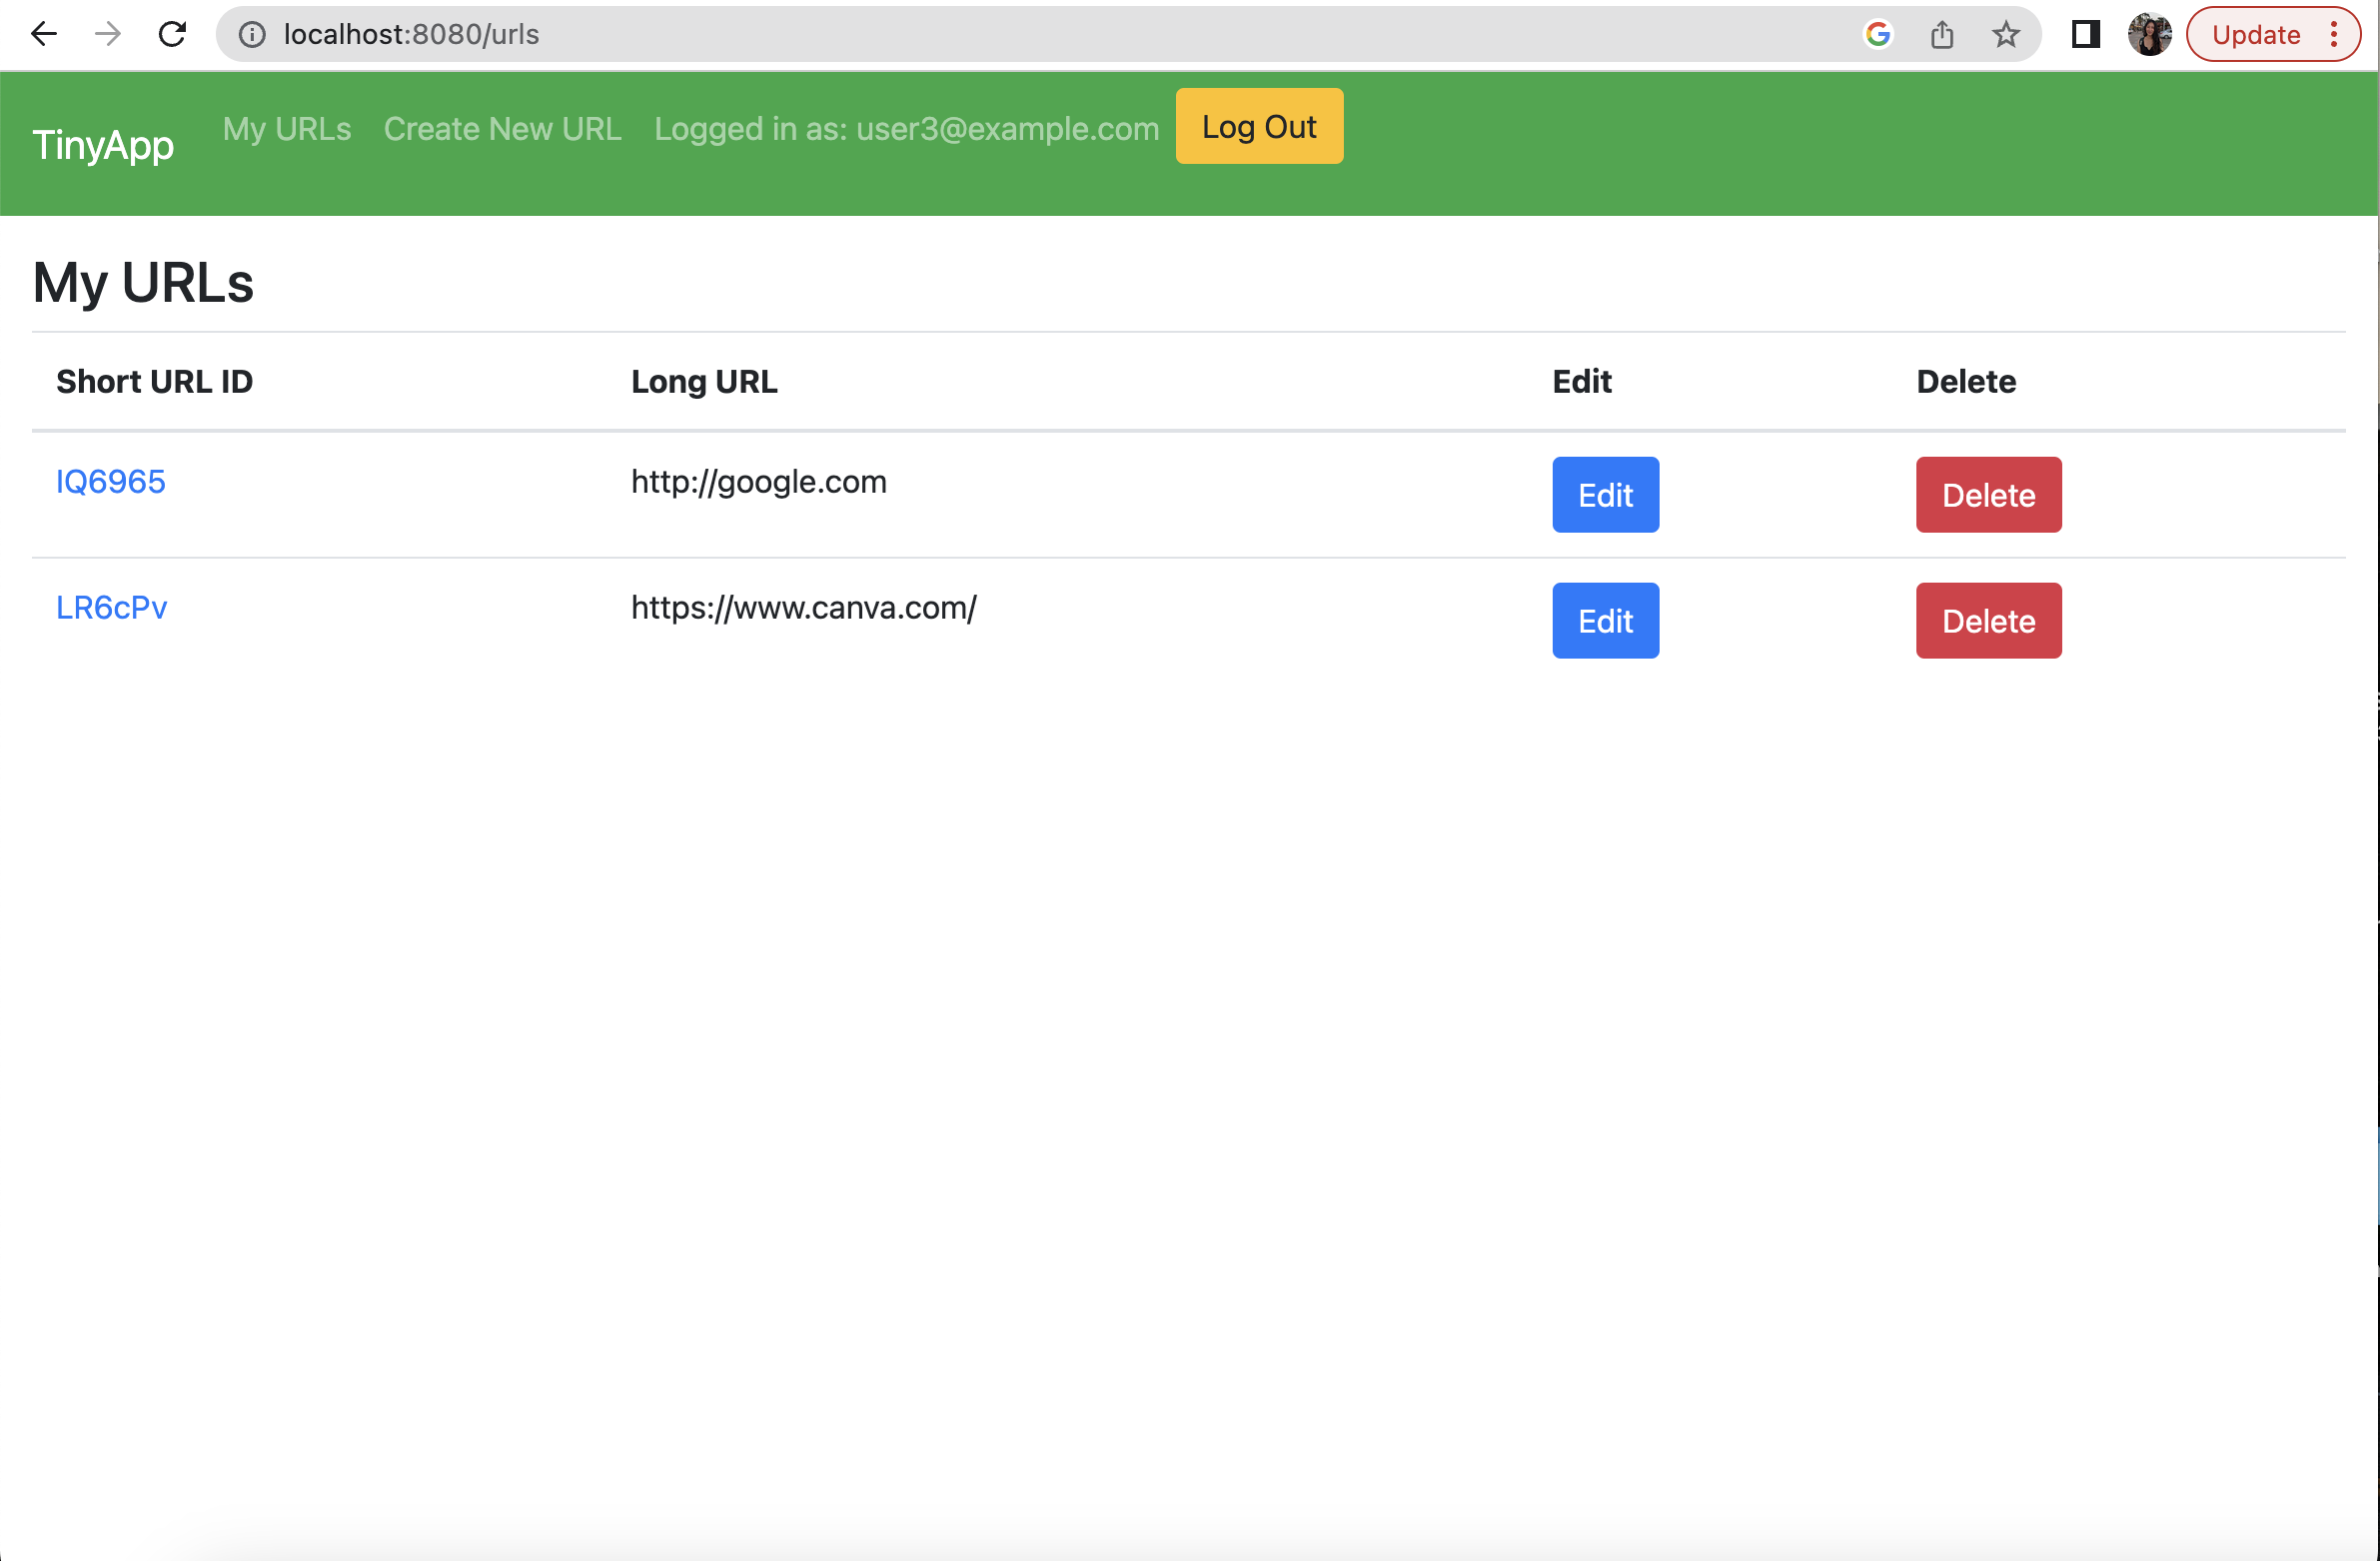 localhost:8080/urls Update
TinyApp My URLs Create New URL Logged in as: user3@example.com Log Out
My URLs
Short URL ID Long URL Edit Delete
IQ6965 http://google.com Edit Delete
LR6cPv https://www.canva.com/ Edit Delete